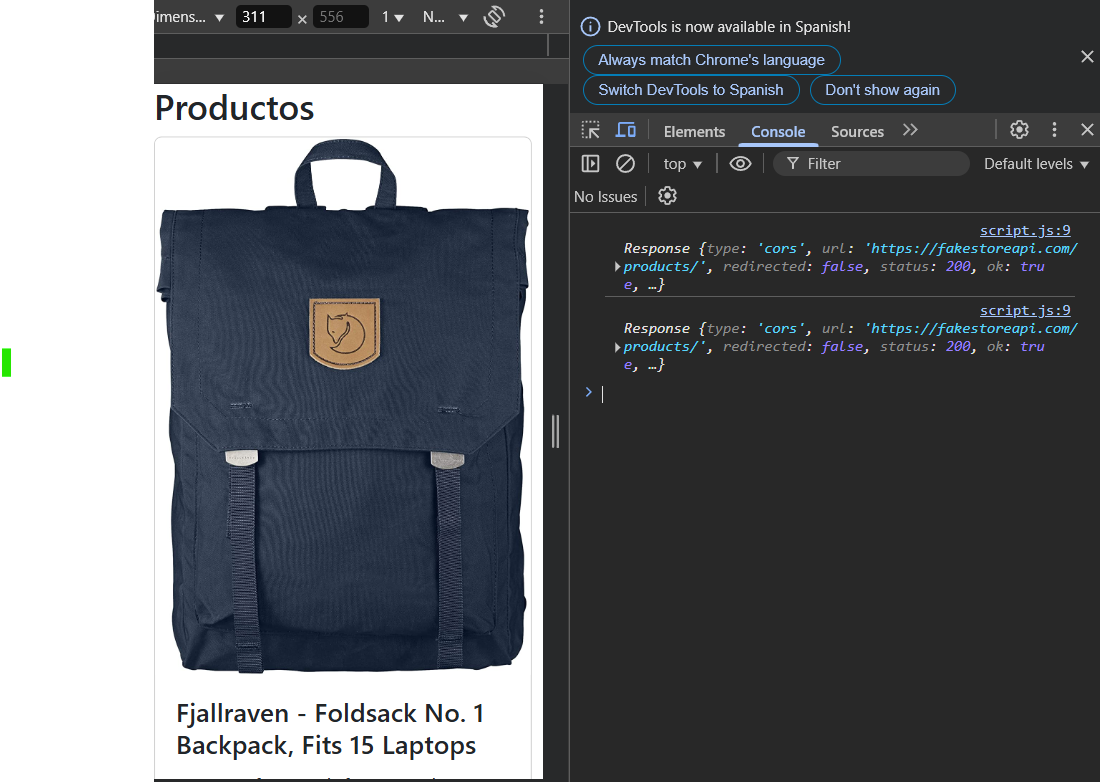 Dimens... ▼ 311 × 556 1 ▼ N... ▼
Productos
Fjallraven - Foldsack No. 1
Backpack, Fits 15 Laptops
DevTools is now available in Spanish!
Always match Chrome's language
Switch DevTools to Spanish Don't show again
Elements Console Sources
top ▼ Filter Default levels ▼
No Issues
script.js:9
Response {type: 'cors', url: 'https://fakestoreapi.com/
products/', redirected: false, status: 200, ok: tru
e, …}
script.js:9
Response {type: 'cors', url: 'https://fakestoreapi.com/
products/', redirected: false, status: 200, ok: tru
e, …}